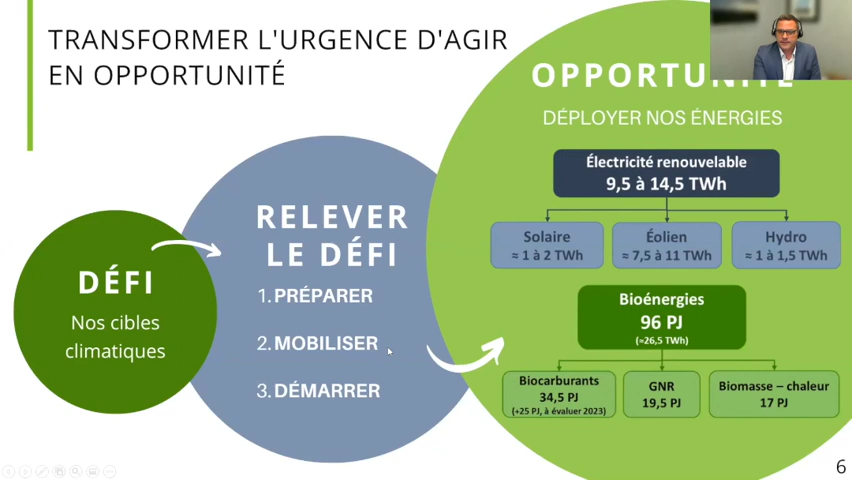 TRANSFORMER L'URGENCE D'AGIR
EN OPPORTUNITÉ
DÉFI
Nos cibles
climatiques
RELEVER
LE DÉFI
1. PRÉPARER
2. MOBILISER
3. DÉMARRER
DÉPLOYER NOS ÉNERGIES
Électricité renouvelable
9,5 à 14,5 TWh
Solaire
≈ 1 à 2 TWh
Éolien
≈ 7,5 à 11 TWh
Hydro
≈ 1 à 1,5 TWh
Bioénergies
96 PJ
(≈26,5 TWh)
Biocarburants
34,5 PJ
(+25 PJ, à évaluer 2023)
GNR
19,5 PJ
Biomasse – chaleur
17 PJ
6